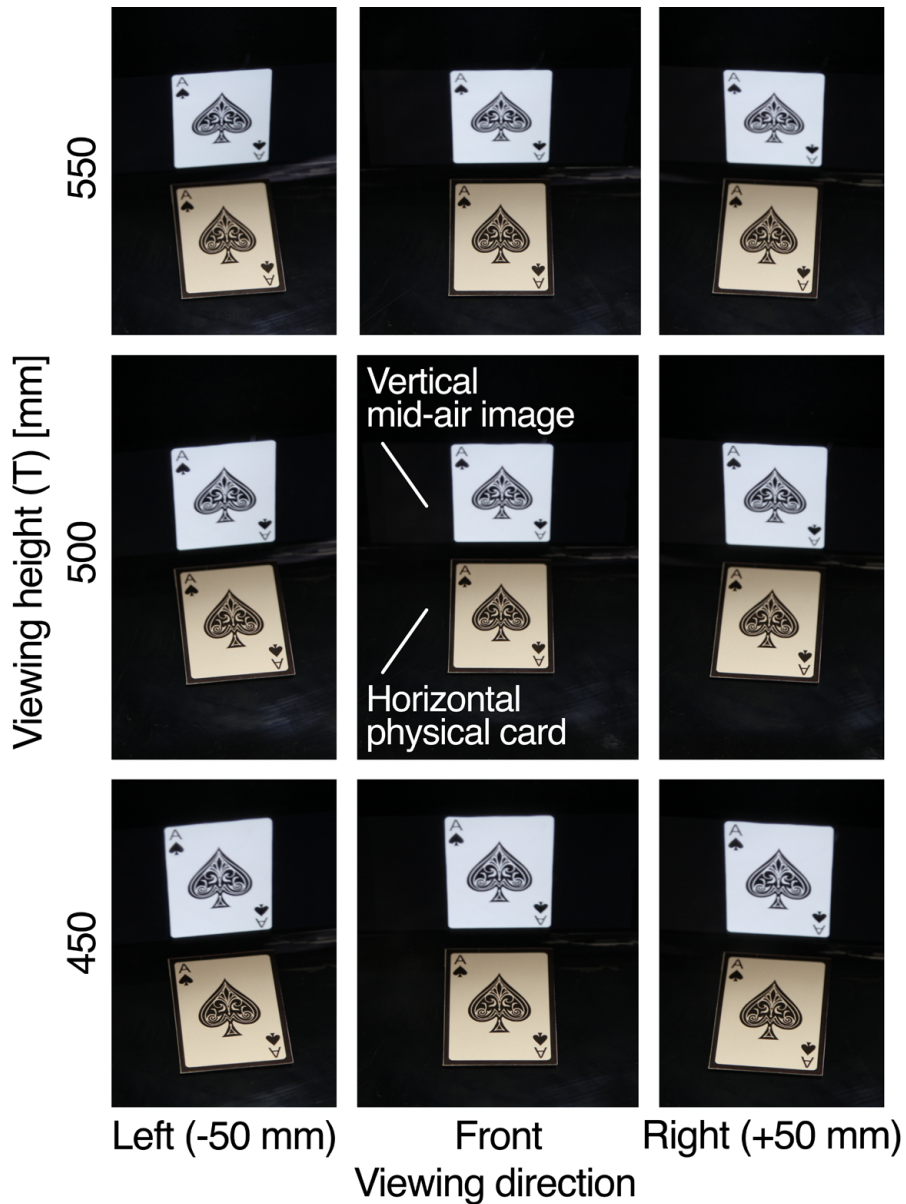 550
A
A
A
A
A
A
A
A
A
A
A
A
Viewing height (T) [mm]
500
Vertical
mid-air image
A
A
A
A
A
A
A
A
A
A
A
A
Horizontal
physical card
450
A
A
A
A
A
A
A
A
A
A
A
A
Left (-50 mm)
Front
Right (+50 mm)
Viewing direction